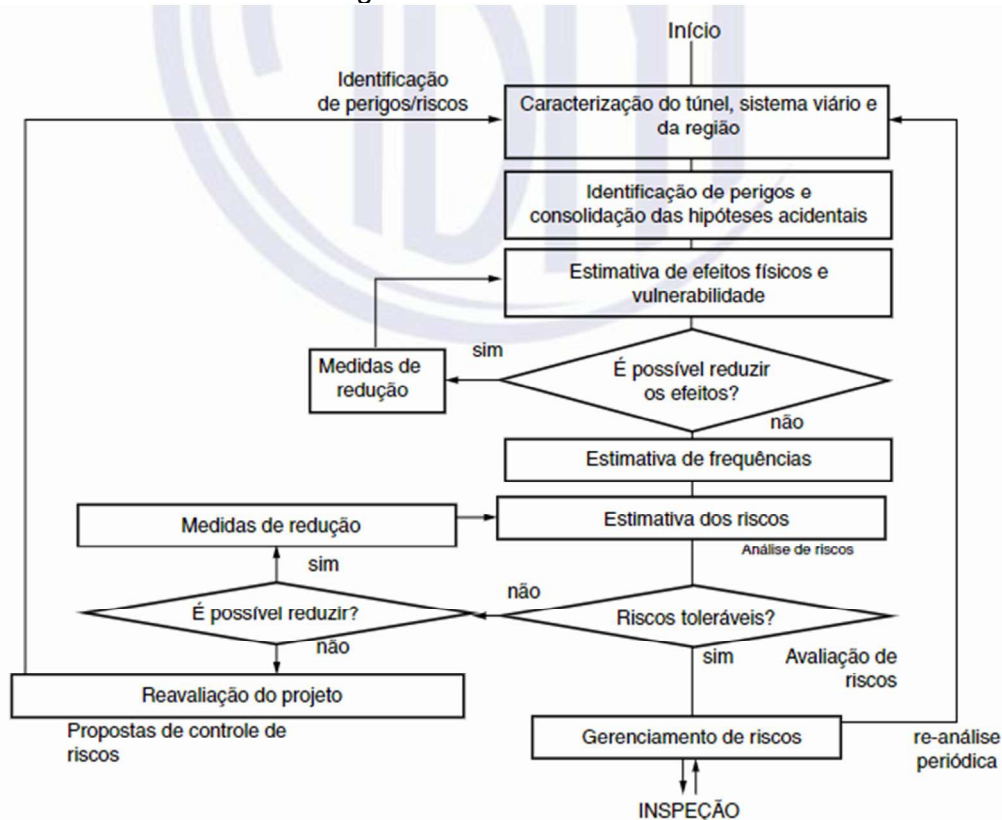 Início
Identificação
de perigos/riscos
Caracterização do túnel, sistema viário e
da região
Identificação de perigos e
consolidação das hipóteses acidentais
Estimativa de efeitos físicos e
vulnerabilidade
sim
Medidas de
redução
É possível reduzir
os efeitos?
não
Estimativa de frequências
Medidas de redução
Estimativa dos riscos
Análise de riscos
sim
não
É possível reduzir?
Riscos toleráveis?
não
sim
Avaliação de
riscos
Reavaliação do projeto
Propostas de controle de
riscos
Gerenciamento de riscos
re-análise
periódica
INSPEÇÃO